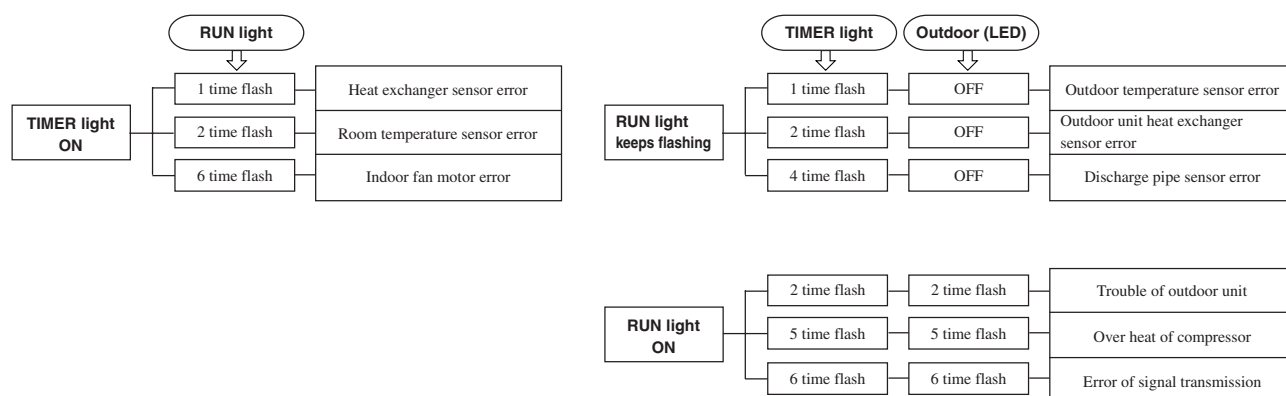 RUN light
1 time flash
Heat exchanger sensor error
TIMER light
ON
2 time flash
Room temperature sensor error
6 time flash
Indoor fan motor error
TIMER light
Outdoor (LED)
1 time flash
OFF
Outdoor temperature sensor error
RUN light
keeps flashing
2 time flash
OFF
Outdoor unit heat exchanger
sensor error
4 time flash
OFF
Discharge pipe sensor error
2 time flash
2 time flash
Trouble of outdoor unit
RUN light
ON
5 time flash
5 time flash
Over heat of compressor
6 time flash
6 time flash
Error of signal transmission